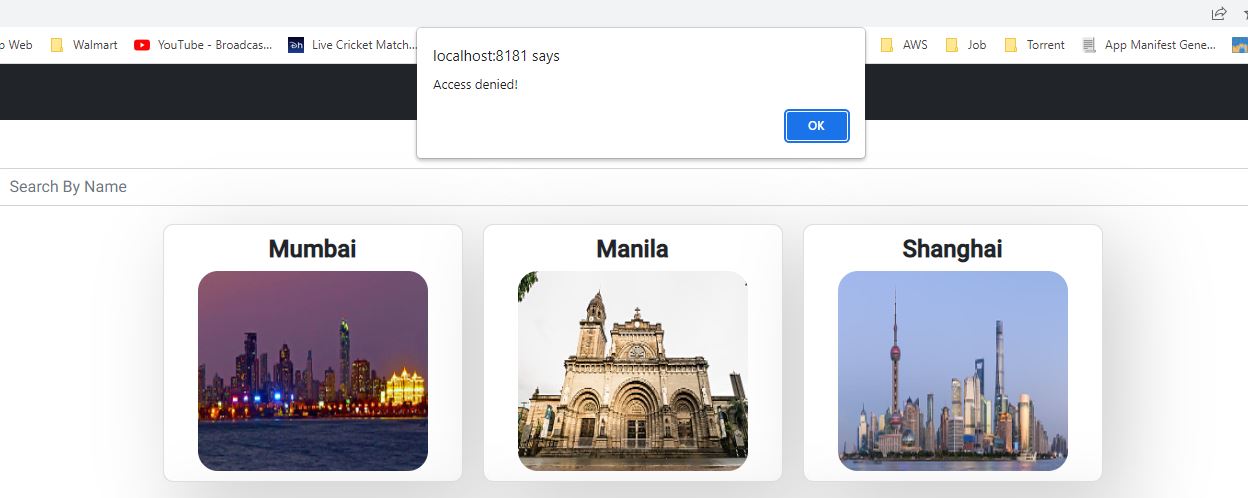 p Web Walmart YouTube - Broadcas... Live Cricket Match... AWS Job Torrent App Manifest Gene...
localhost:8181 says
Access denied!
OK
Search By Name
Mumbai Manila Shanghai